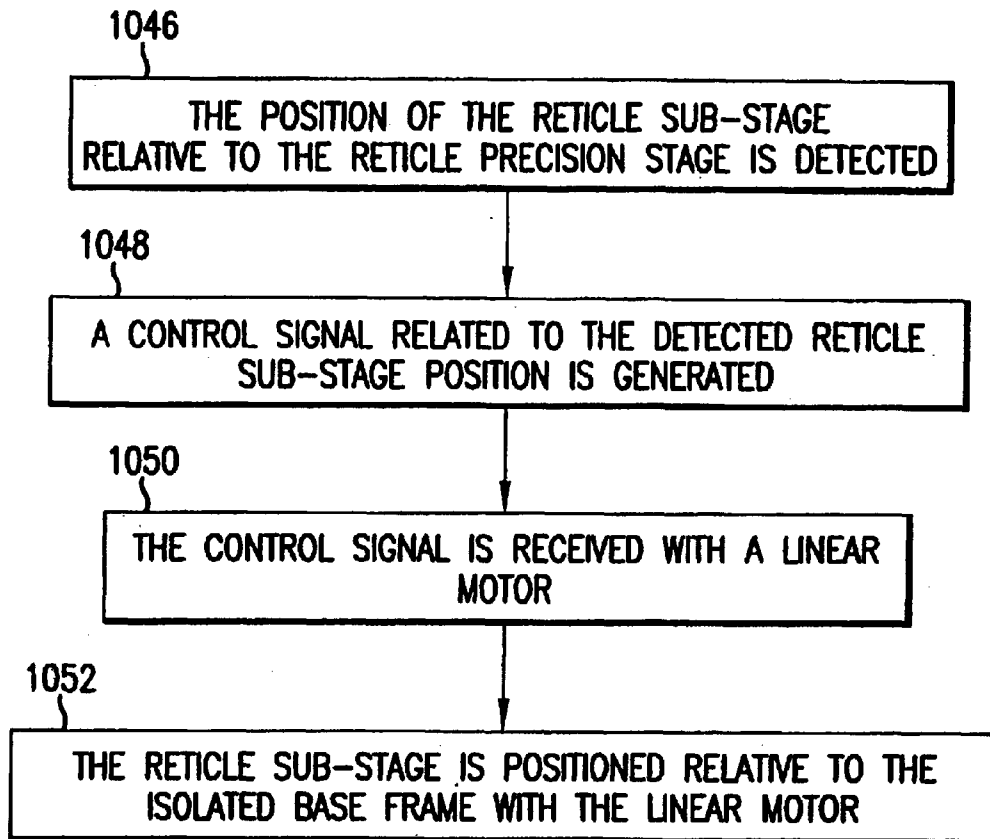 1046
THE POSITION OF THE RETICLE SUB-STAGE
RELATIVE TO THE RETICLE PRECISION STAGE IS DETECTED
1048
A CONTROL SIGNAL RELATED TO THE DETECTED RETICLE
SUB-STAGE POSITION IS GENERATED
1050
THE CONTROL SIGNAL IS RECEIVED WITH A LINEAR
MOTOR
1052
THE RETICLE SUB-STAGE IS POSITIONED RELATIVE TO THE
ISOLATED BASE FRAME WITH THE LINEAR MOTOR